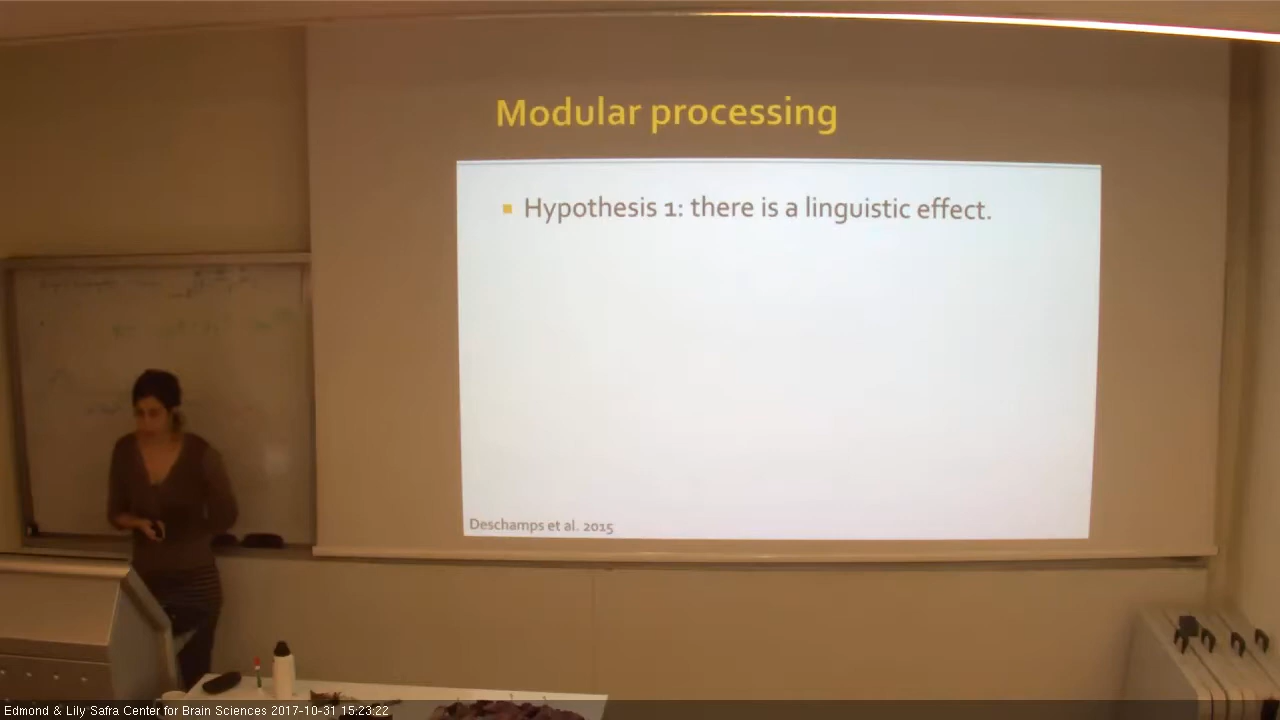 Modular processing
Hypothesis 1: there is a linguistic effect.
Deschamps et al. 2015
Edmond & Lily Safra Center for Brain Sciences 2017-10-31 15:23:22